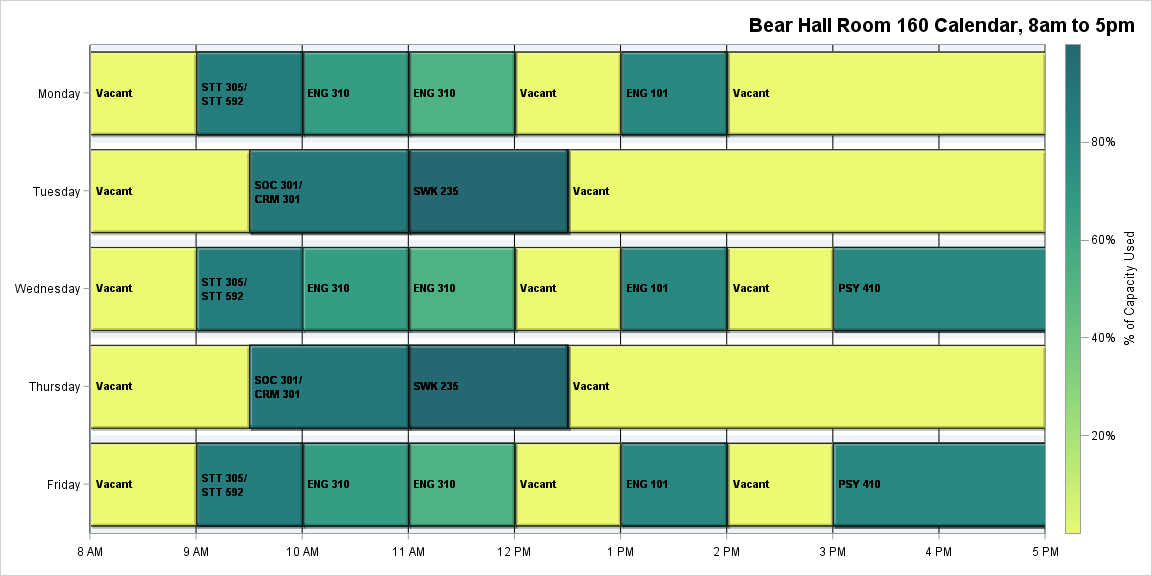 Bear Hall Room 160 Calendar, 8am to 5pm
Monday
Vacant
STT 305/
STT 592
ENG 310
ENG 310
Vacant
ENG 101
Vacant
Tuesday
Vacant
SOC 301/
CRM 301
SWK 235
Vacant
Wednesday
Vacant
STT 305/
STT 592
ENG 310
ENG 310
Vacant
ENG 101
Vacant
PSY 410
Thursday
Vacant
SOC 301/
CRM 301
SWK 235
Vacant
Friday
Vacant
STT 305/
STT 592
ENG 310
ENG 310
Vacant
ENG 101
Vacant
PSY 410
8 AM
9 AM
10 AM
11 AM
12 PM
1 PM
2 PM
3 PM
4 PM
5 PM
80%
60%
40%
20%
% of Capacity Used